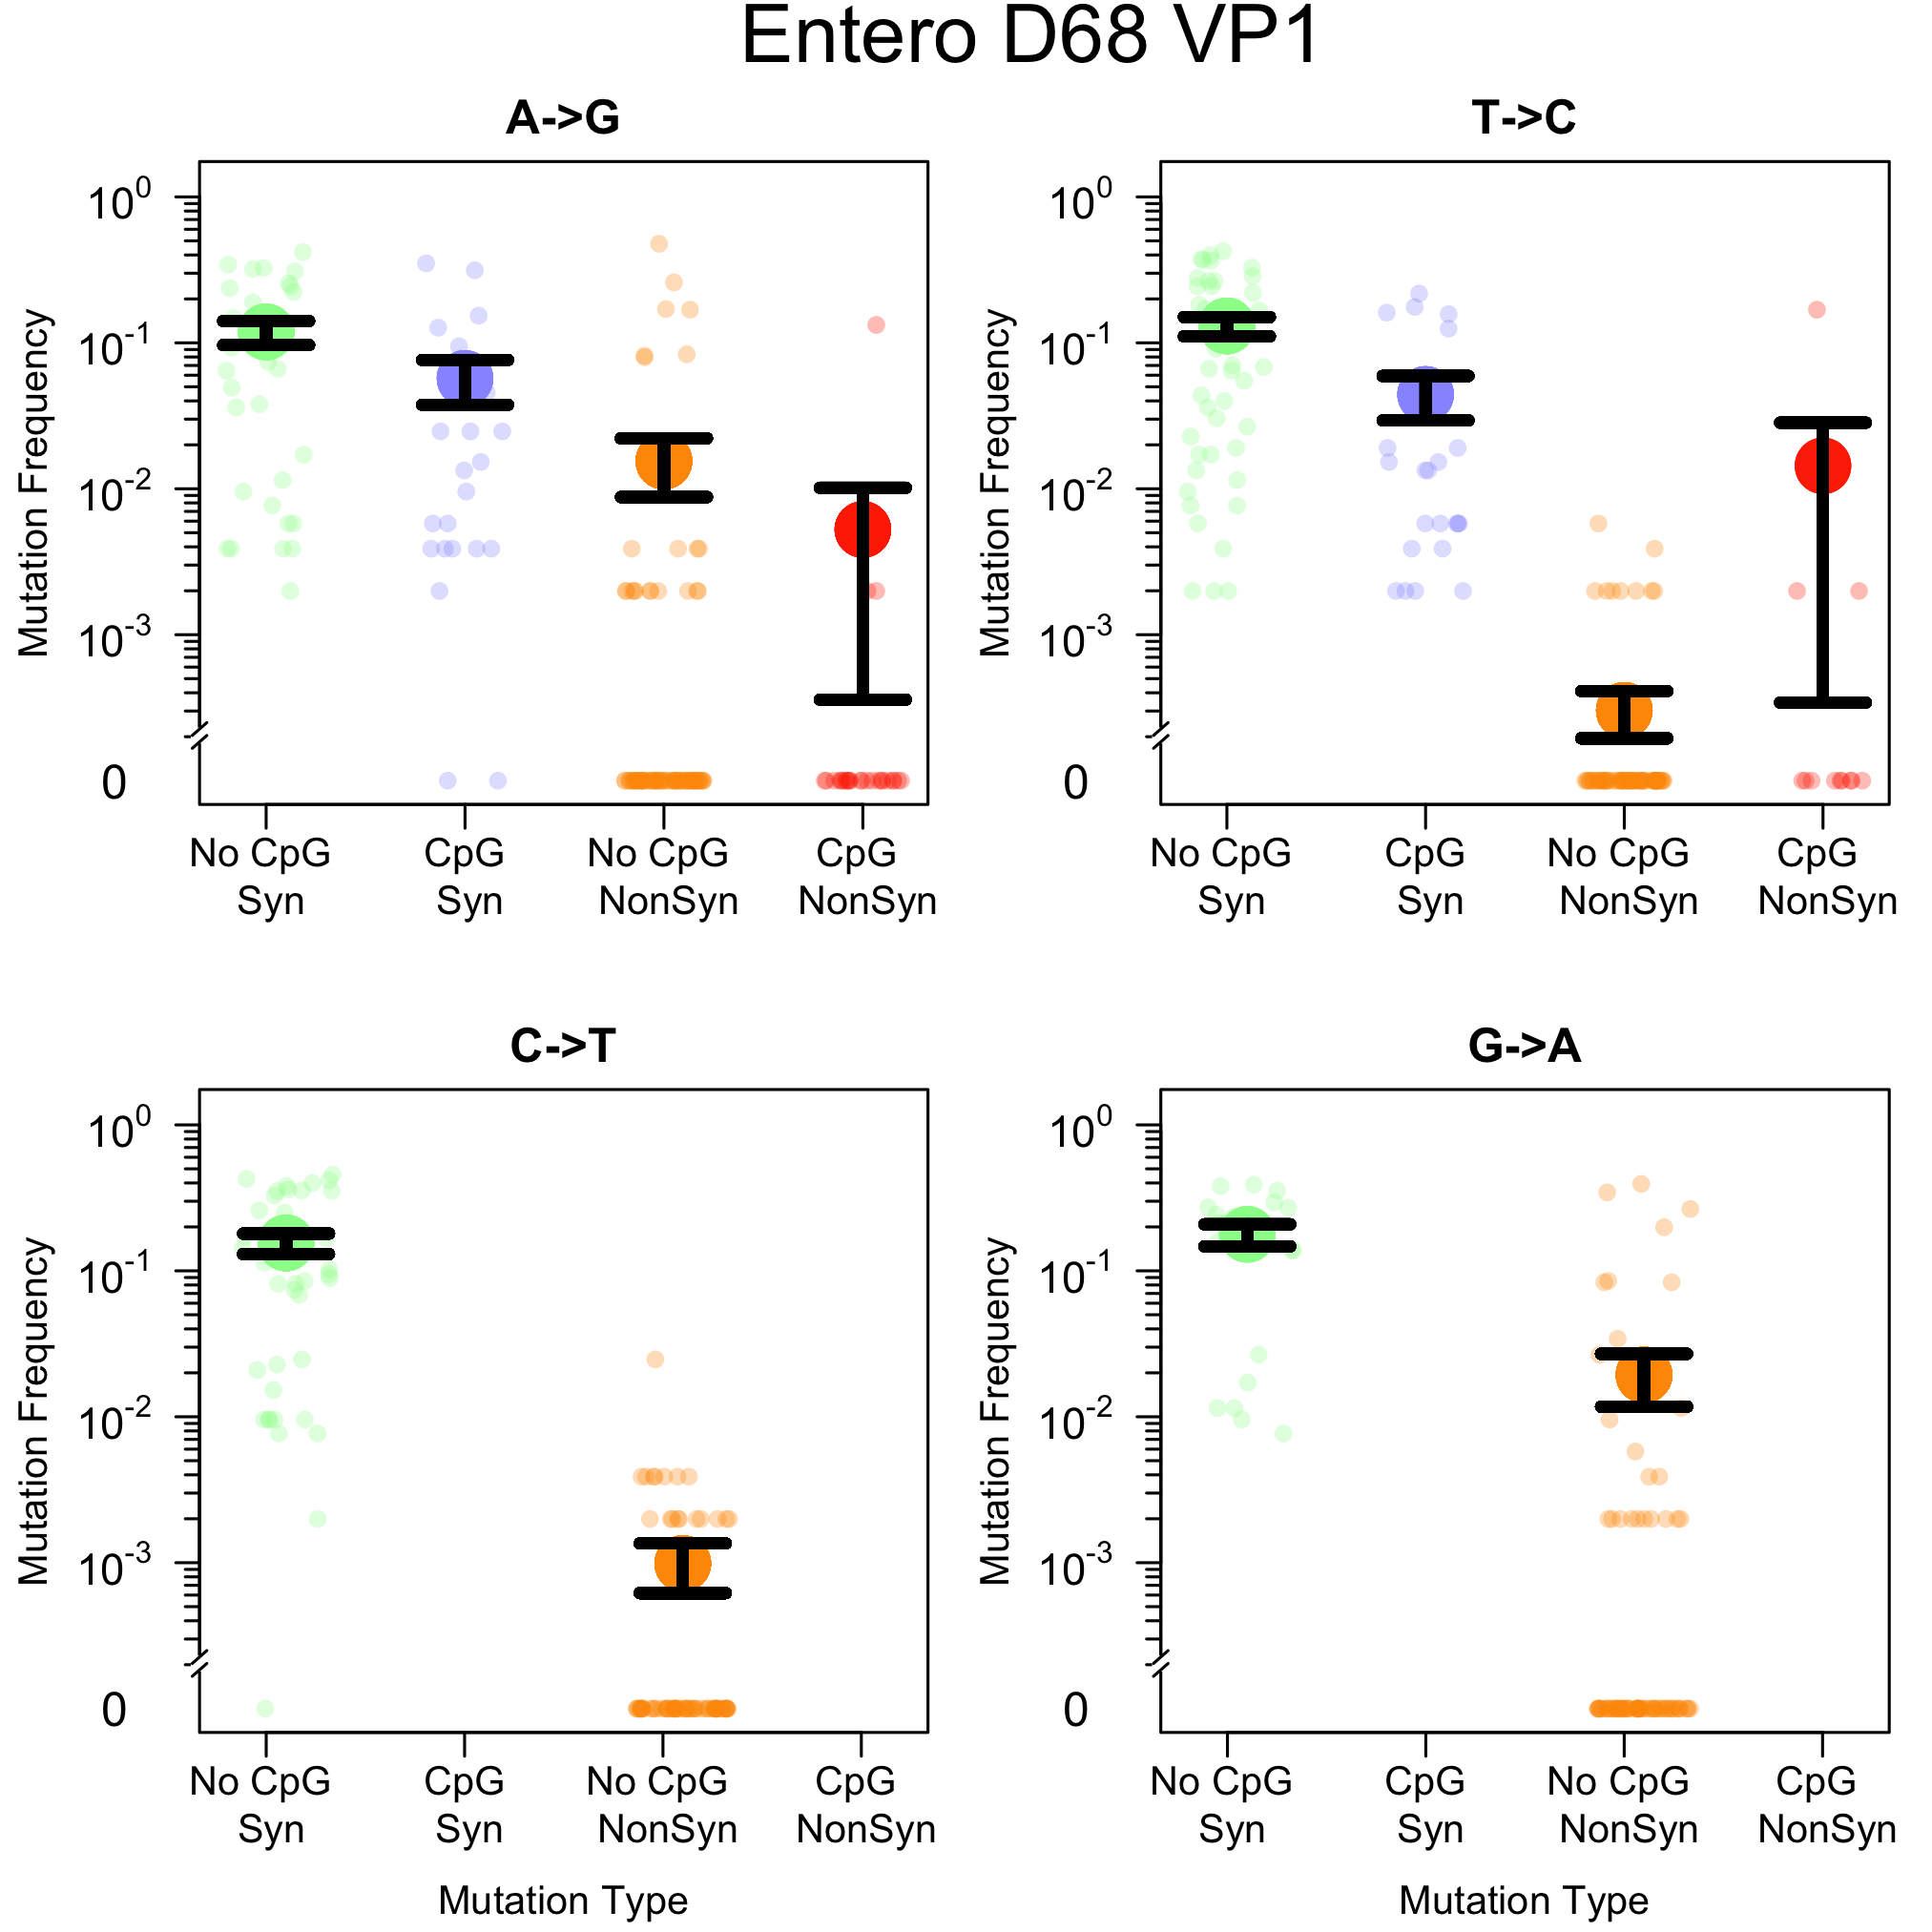 Entero D68 VP1
A->G
Mutation Frequency
10^0
10^-1
10^-2
10^-3
0
No CpG CpG No CpG CpG
Syn Syn NonSyn NonSyn
T->C
Mutation Frequency
10^0
10^-1
10^-2
10^-3
0
No CpG CpG No CpG CpG
Syn Syn NonSyn NonSyn
C->T
Mutation Frequency
10^0
10^-1
10^-2
10^-3
0
No CpG CpG No CpG CpG
Syn Syn NonSyn NonSyn
Mutation Type
G->A
Mutation Frequency
10^0
10^-1
10^-2
10^-3
0
No CpG CpG No CpG CpG
Syn Syn NonSyn NonSyn
Mutation Type